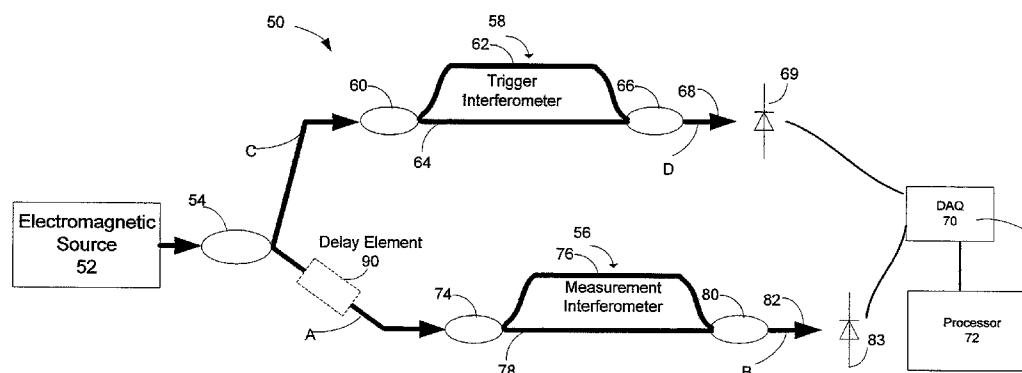 50
58
62
Trigger
Interferometer
60
66
68
69
C
64
D
54
Electromagnetic
Source
52
Delay Element
90
A
56
76
Measurement
Interferometer
74
80
82
78
B
83
DAQ
70
Processor
72